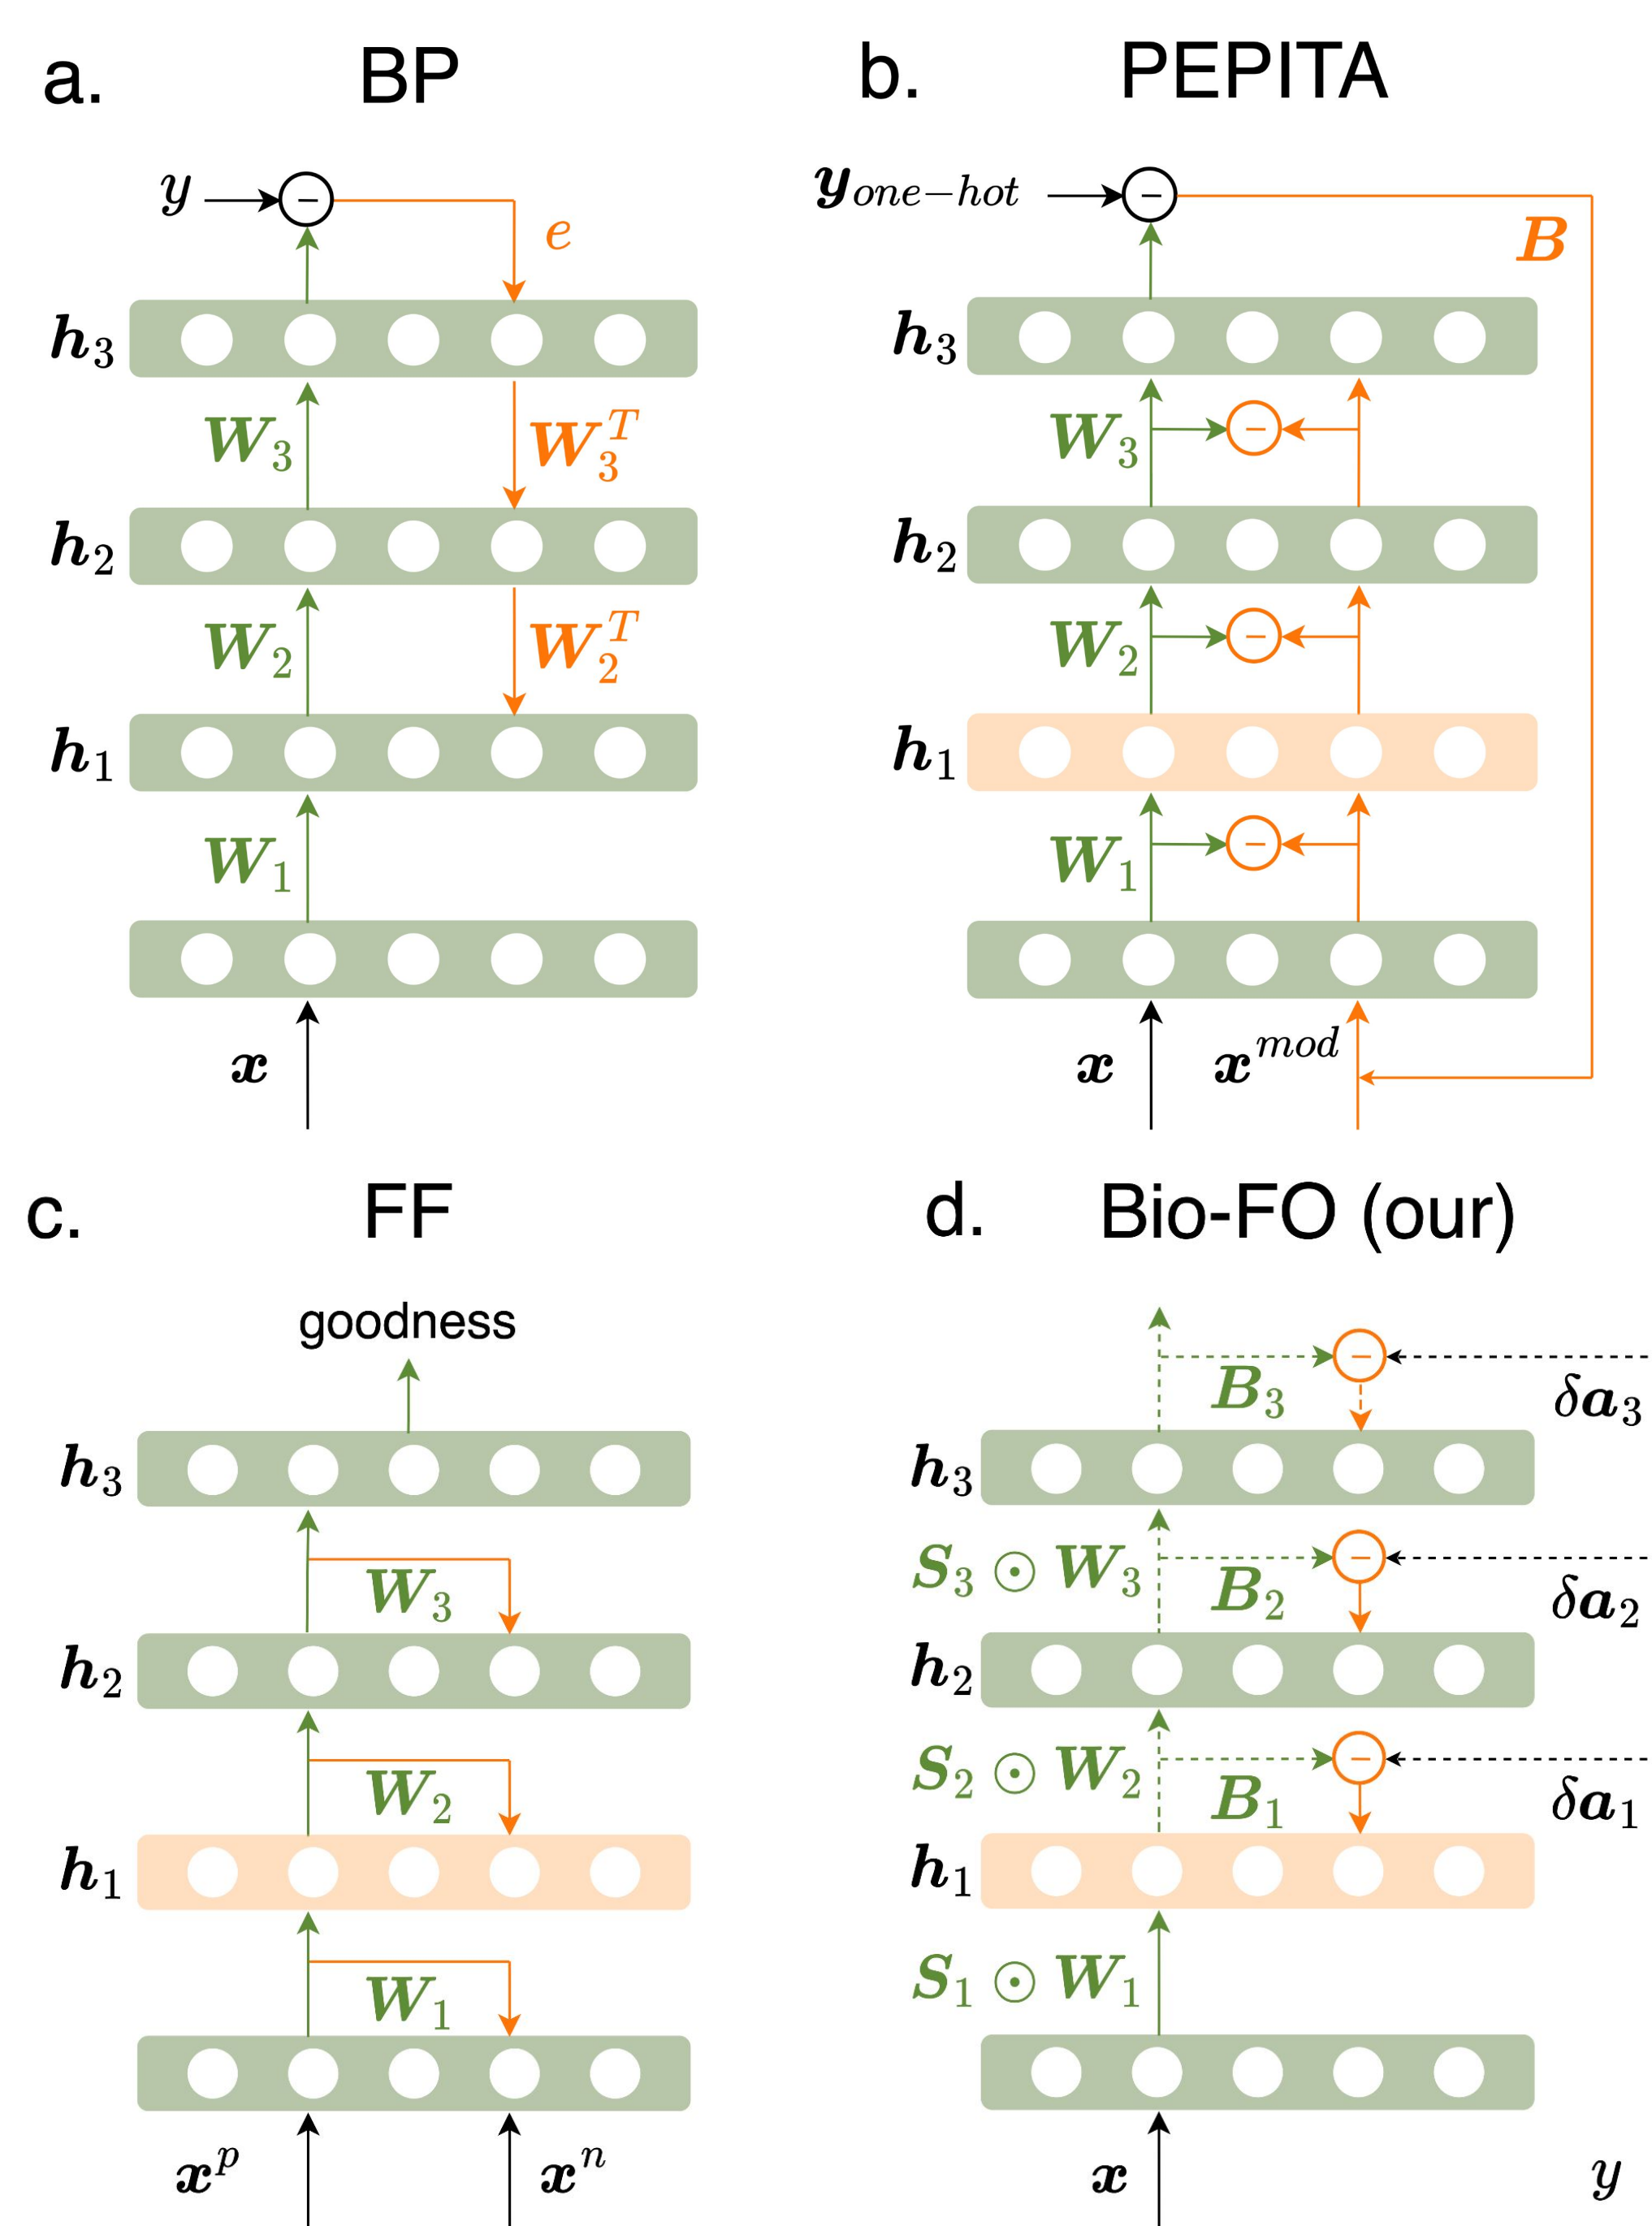 a. BP
y
−
e
h₃
W₃ W₃ᵀ
h₂
W₂ W₂ᵀ
h₁
W₁
x
b. PEPITA
y one−hot
−
B
h₃
W₃ −
h₂
W₂ −
h₁
W₁ −
x x^mod
c. FF
goodness
h₃
W₃
h₂
W₂
h₁
W₁
xᵖ xⁿ
d. Bio-FO (our)
−
B₃ δa₃
h₃
−
S₃ ⊙ W₃ B₂ δa₂
h₂
−
S₂ ⊙ W₂ B₁ δa₁
h₁
S₁ ⊙ W₁
x y